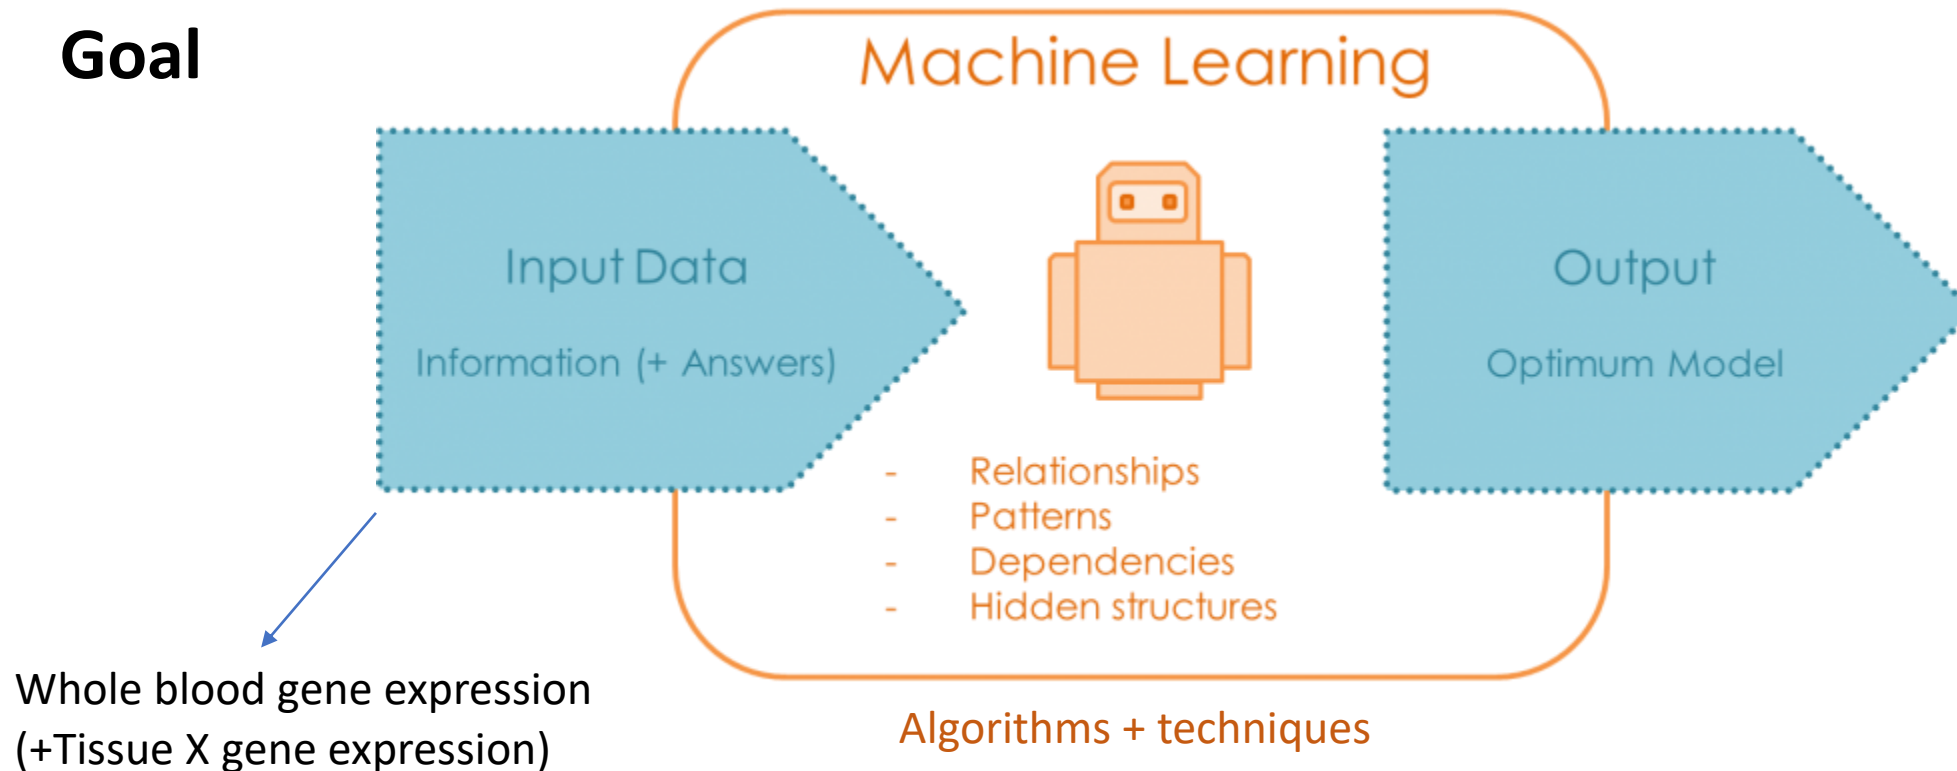 Goal
Machine Learning
Input Data
Information (+ Answers)
Output
Optimum Model
- Relationships
- Patterns
- Dependencies
- Hidden structures
Whole blood gene expression
(+Tissue X gene expression)
Algorithms + techniques